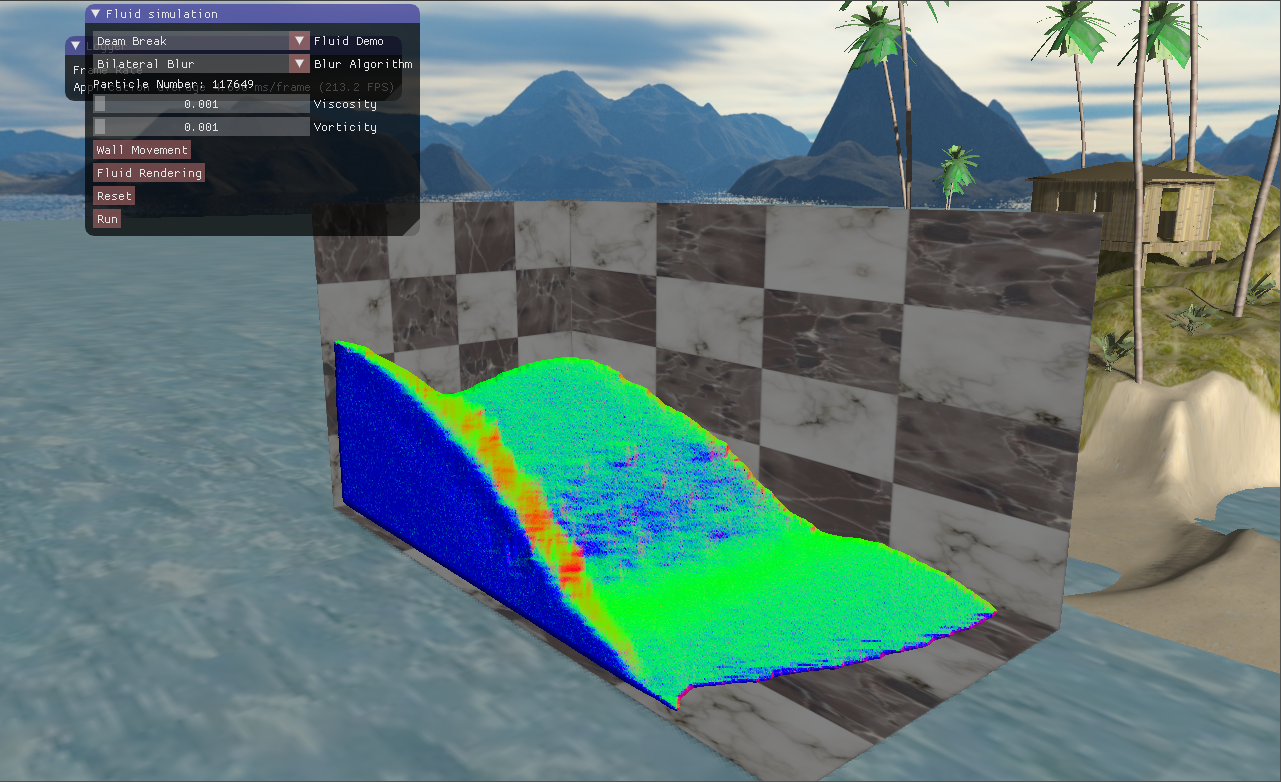 Fluid simulation
Deam Break Fluid Demo
Bilateral Blur Blur Algorithm
Particle Number: 117649
ms/frame (213.2 FPS)
0.001 Viscosity
0.001 Vorticity
Wall Movement
Fluid Rendering
Reset
Run